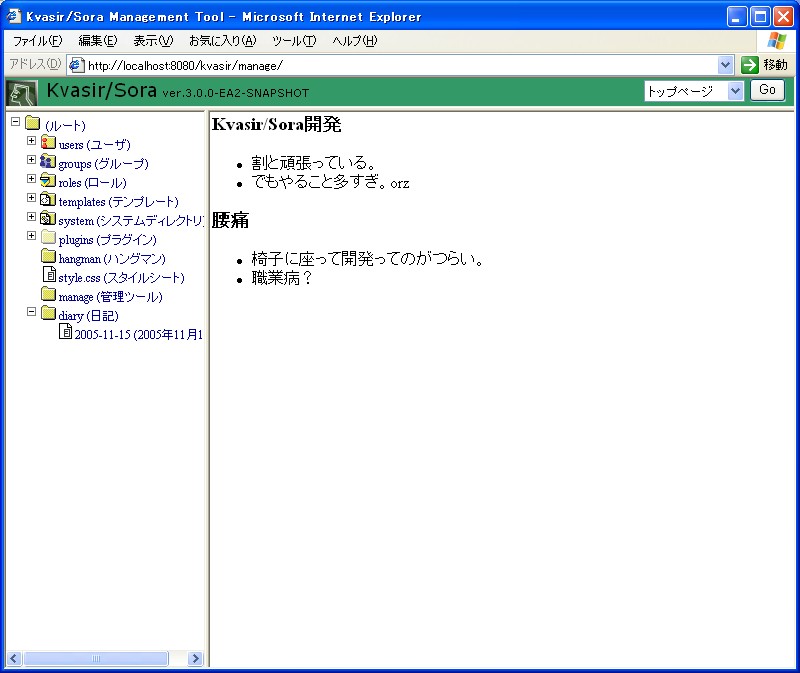 Kvasir/Sora Management Tool - Microsoft Internet Explorer
ファイル(F) 編集(E) 表示(V) お気に入り(A) ツール(T) ヘルプ(H)
アドレス(D) http://localhost:8080/kvasir/manage/ 移動
Kvasir/Sora ver.3.0.0-EA2-SNAPSHOT トップページ Go
(ルート)
users (ユーザ)
groups (グループ)
roles (ロール)
templates (テンプレート)
system (システムディレクトリ)
plugins (プラグイン)
hangman (ハングマン)
style.css (スタイルシート)
manage (管理ツール)
diary (日記)
2005-11-15 (2005年11月1
Kvasir/Sora開発
• 割と頑張っている。
• でもやること多すぎ。orz
腰痛
• 椅子に座って開発ってのがつらい。
• 職業病？